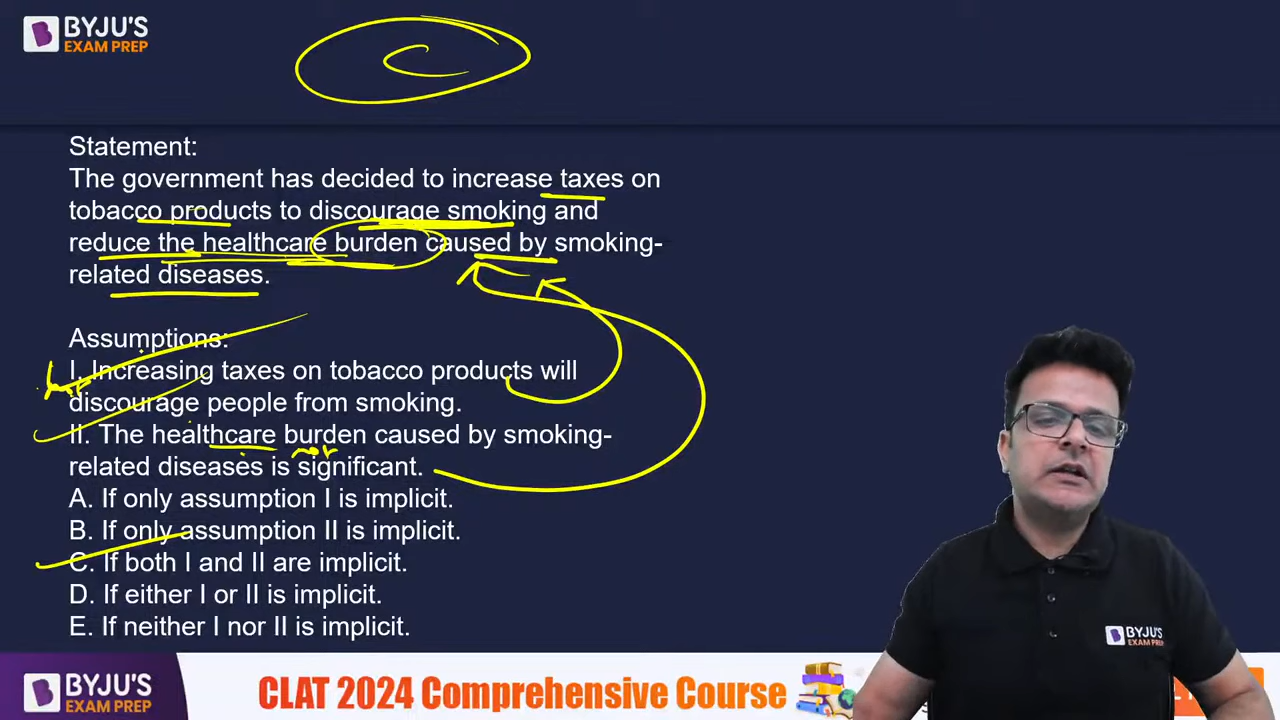 BYJU'S
EXAM PREP
C
Statement:
The government has decided to increase taxes on
tobacco products to discourage smoking and
reduce the healthcare burden caused by smoking-
related diseases.
Assumptions:
I. Increasing taxes on tobacco products will
discourage people from smoking.
II. The healthcare burden caused by smoking-
not
related diseases is significant.
A. If only assumption I is implicit.
B. If only assumption II is implicit.
C. If both I and II are implicit.
D. If either I or II is implicit.
E. If neither I nor II is implicit.
BYJU'S
EXAM PREP
BYJU'S
EXAM PREP
CLAT 2024 Comprehensive Course